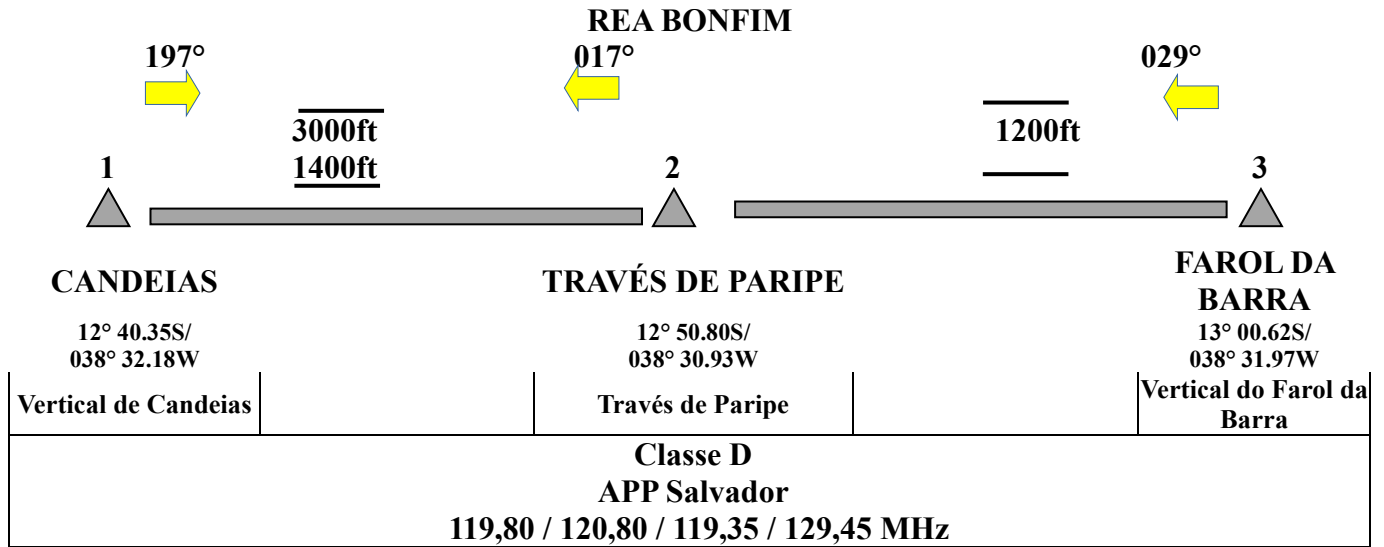 REA BONFIM
197°
017°
029°
3000ft
1400ft
1200ft
1
2
3
CANDEIAS
12° 40.35S/
038° 32.18W
TRAVÉS DE PARIPE
12° 50.80S/
038° 30.93W
FAROL DA
BARRA
13° 00.62S/
038° 31.97W
Vertical de Candeias
Través de Paripe
Vertical do Farol da
Barra
Classe D
APP Salvador
119,80 / 120,80 / 119,35 / 129,45 MHz